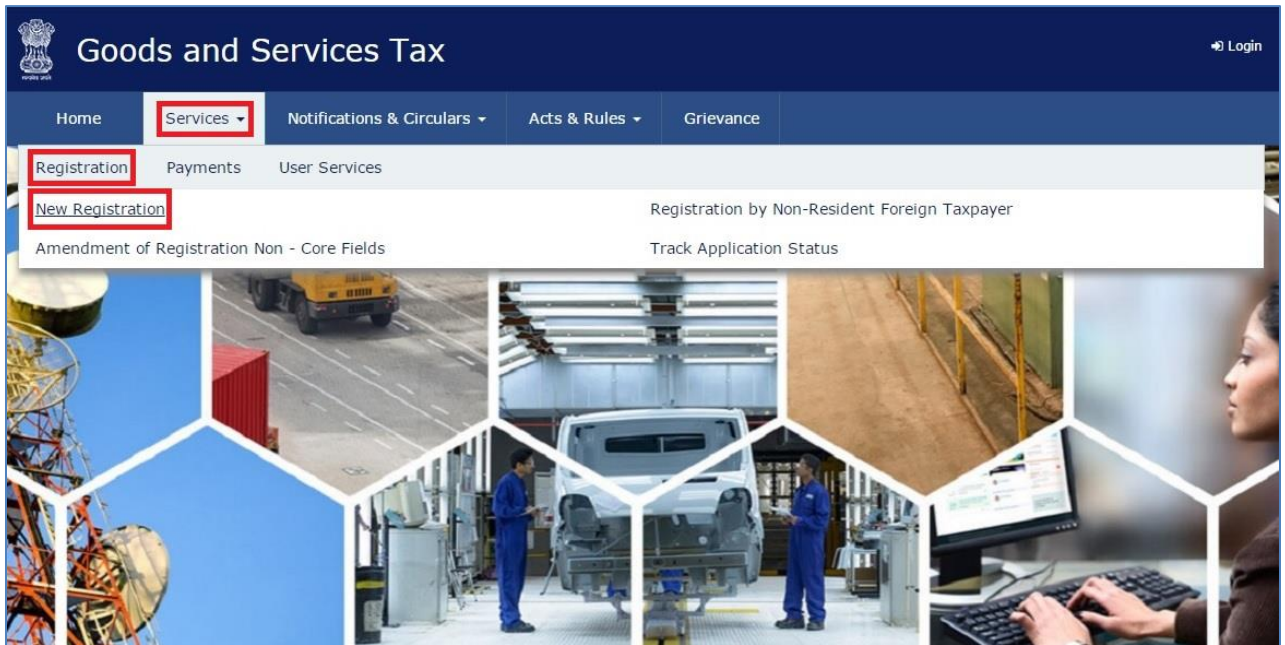 Goods and Services Tax
Login
Home Services Notifications & Circulars Acts & Rules Grievance
Registration Payments User Services
New Registration Registration by Non-Resident Foreign Taxpayer
Amendment of Registration Non - Core Fields Track Application Status